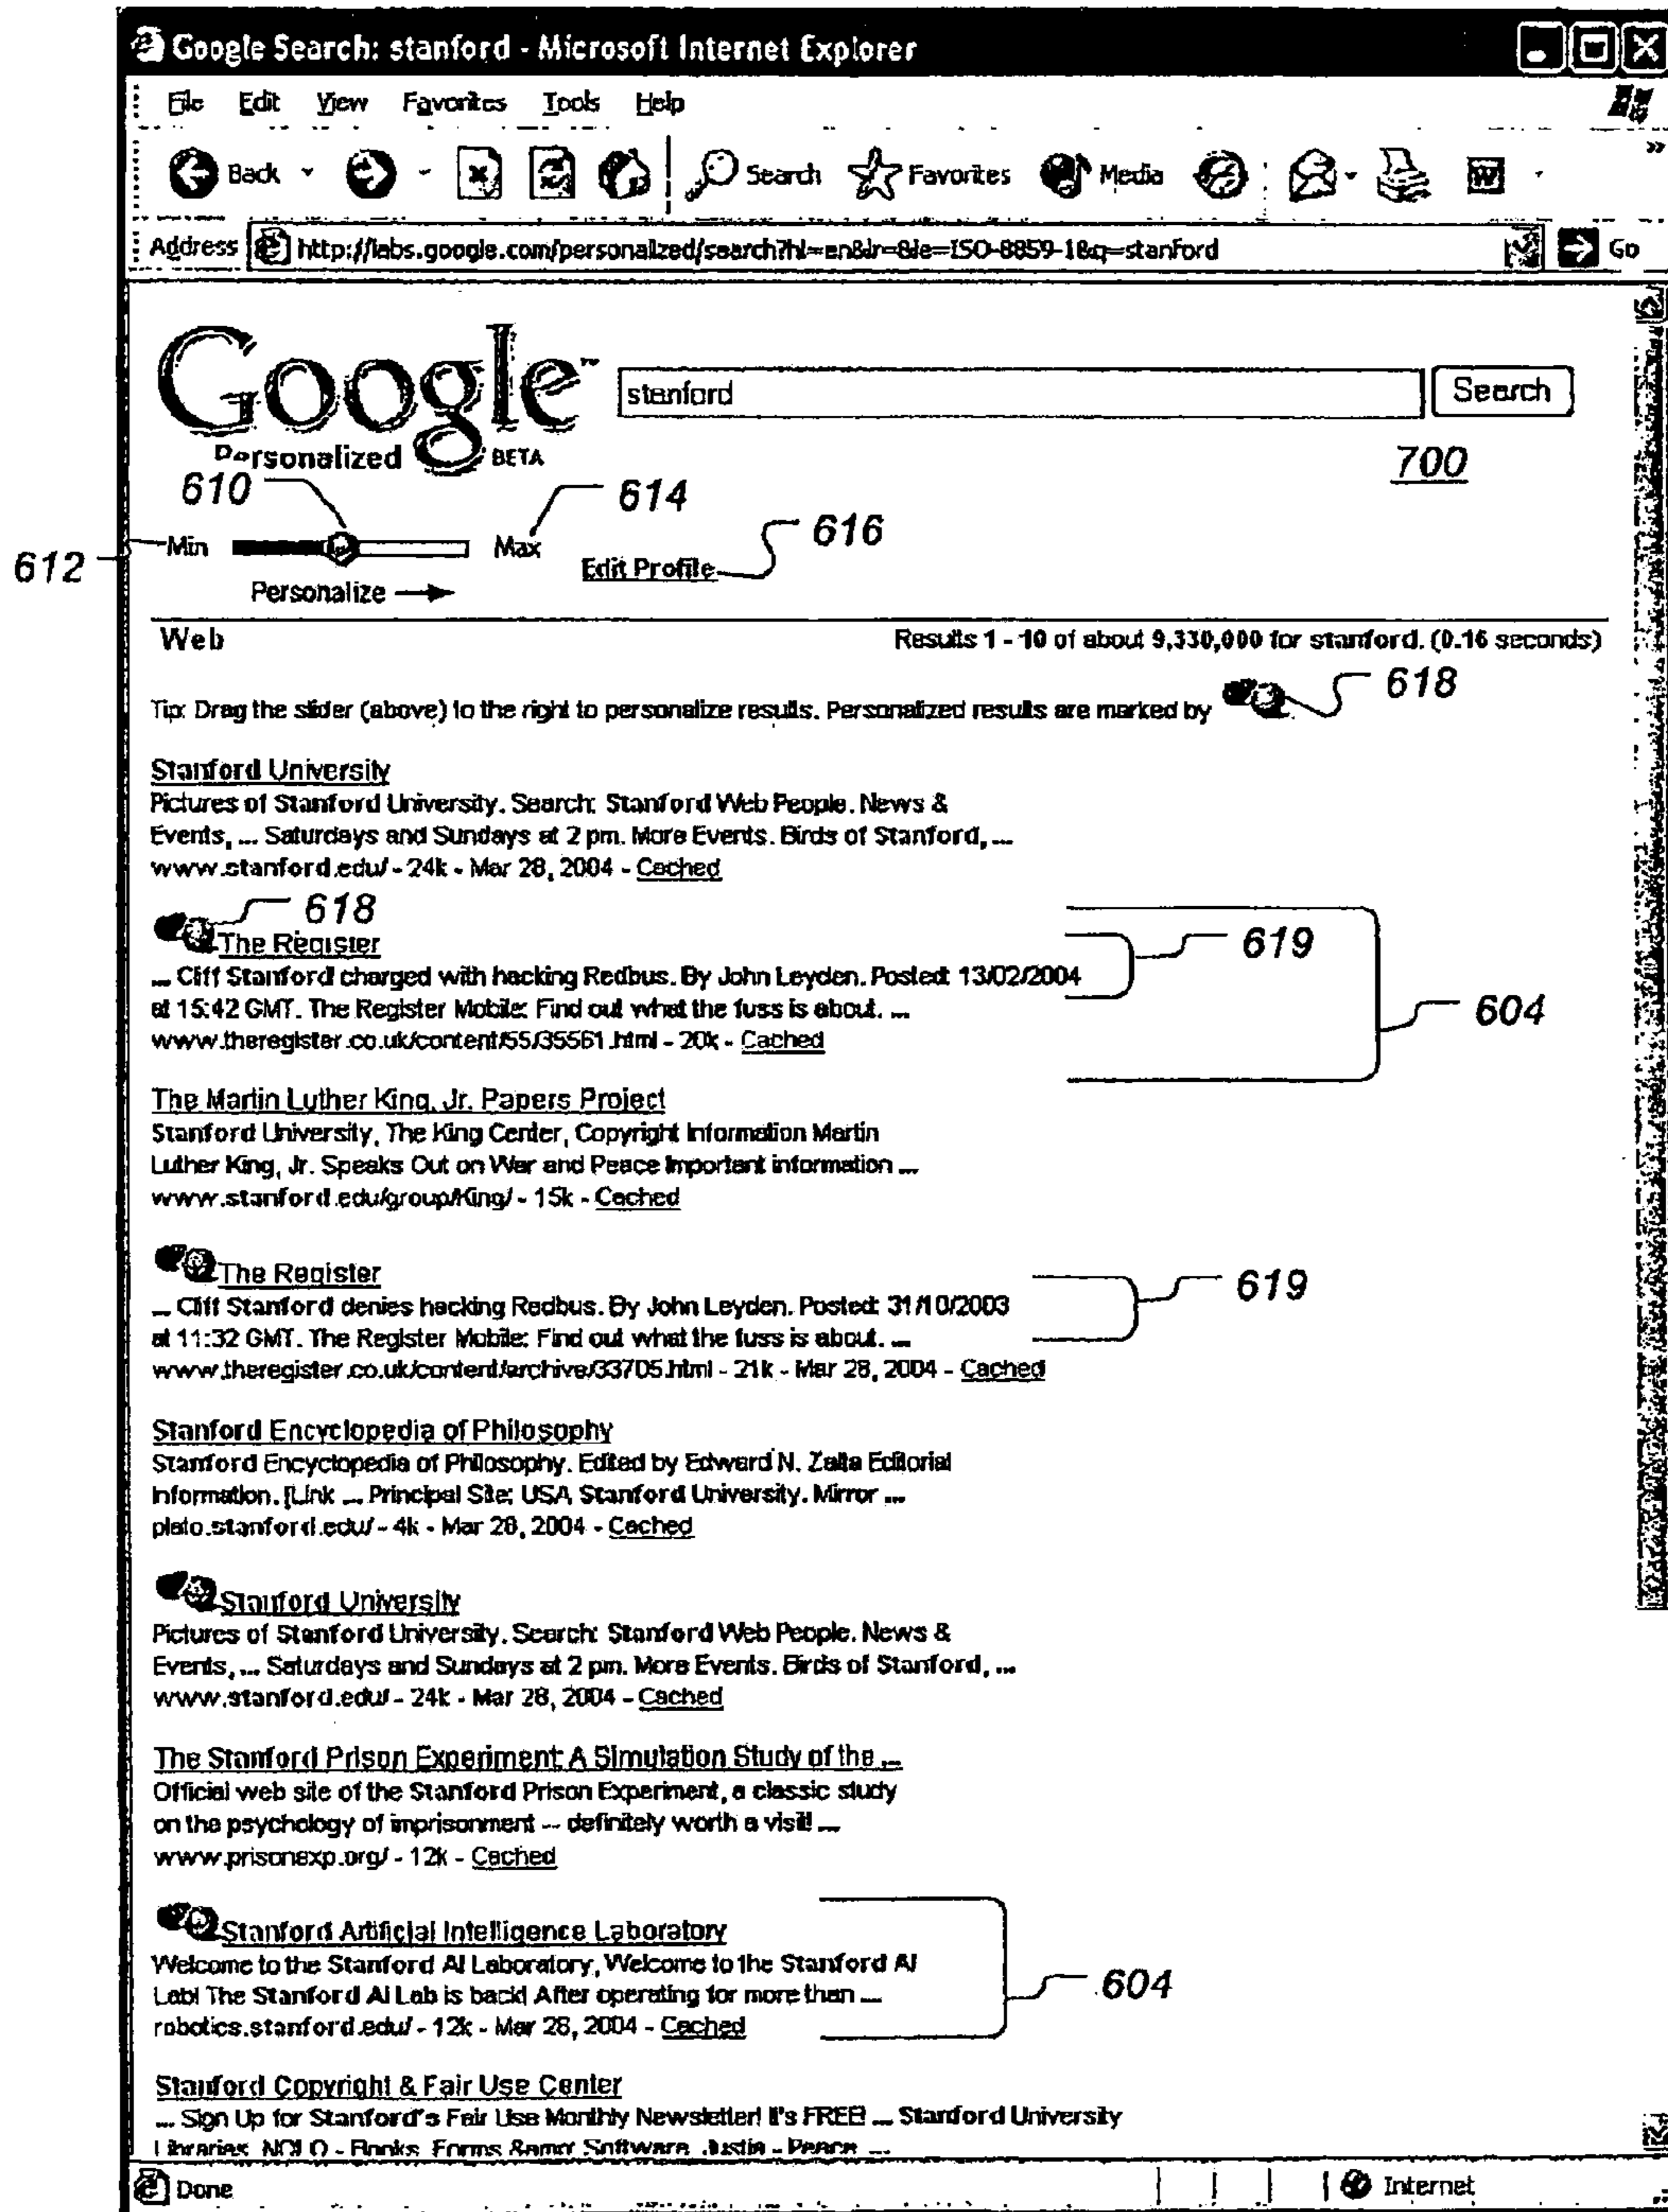 Google Search: stanford - Microsoft Internet Explorer
File Edit View Favorites Tools Help
Back Search Favorites Media
Address http://labs.google.com/personalized/search?hl=en&lr=&ie=ISO-8859-1&q=stanford Go
Google™ stanford Search
Personalized BETA 700
610 614
612 Min Max 616
Edit Profile
Personalize
Web Results 1 - 10 of about 9,330,000 for stanford. (0.16 seconds)
618
Tip: Drag the slider (above) to the right to personalize results. Personalized results are marked by
Stanford University
Pictures of Stanford University. Search: Stanford Web People. News &
Events, ... Saturdays and Sundays at 2 pm. More Events. Birds of Stanford, ...
www.stanford.edu/ - 24k - Mar 28, 2004 - Cached
618
The Register 619
... Cliff Stanford charged with hacking Redbus. By John Leyden. Posted: 13/02/2004
at 15:42 GMT. The Register Mobile: Find out what the fuss is about. ... 604
www.theregister.co.uk/content/55/35561.html - 20k - Cached
The Martin Luther King, Jr. Papers Project
Stanford University, The King Center, Copyright Information Martin
Luther King, Jr. Speaks Out on War and Peace Important information ...
www.stanford.edu/group/King/ - 15k - Cached
The Register 619
... Cliff Stanford denies hacking Redbus. By John Leyden. Posted: 31/10/2003
at 11:32 GMT. The Register Mobile: Find out what the fuss is about. ...
www.theregister.co.uk/content/archive/33705.html - 21k - Mar 28, 2004 - Cached
Stanford Encyclopedia of Philosophy
Stanford Encyclopedia of Philosophy. Edited by Edward N. Zalta Editorial
Information. [Link ... Principal Site: USA, Stanford University. Mirror ...
plato.stanford.edu/ - 4k - Mar 28, 2004 - Cached
Stanford University
Pictures of Stanford University. Search: Stanford Web People. News &
Events, ... Saturdays and Sundays at 2 pm. More Events. Birds of Stanford, ...
www.stanford.edu/ - 24k - Mar 28, 2004 - Cached
The Stanford Prison Experiment: A Simulation Study of the ...
Official web site of the Stanford Prison Experiment, a classic study
on the psychology of imprisonment -- definitely worth a visit! ...
www.prisonexp.org/ - 12k - Cached
Stanford Artificial Intelligence Laboratory
Welcome to the Stanford AI Laboratory, Welcome to the Stanford AI
Lab! The Stanford AI Lab is back! After operating for more than ... 604
robotics.stanford.edu/ - 12k - Mar 28, 2004 - Cached
Stanford Copyright & Fair Use Center
... Sign Up for Stanford's Fair Use Monthly Newsletter! It's FREE! ... Stanford University
Libraries, NOLO - Books, Forms Software, Justia -
Done Internet